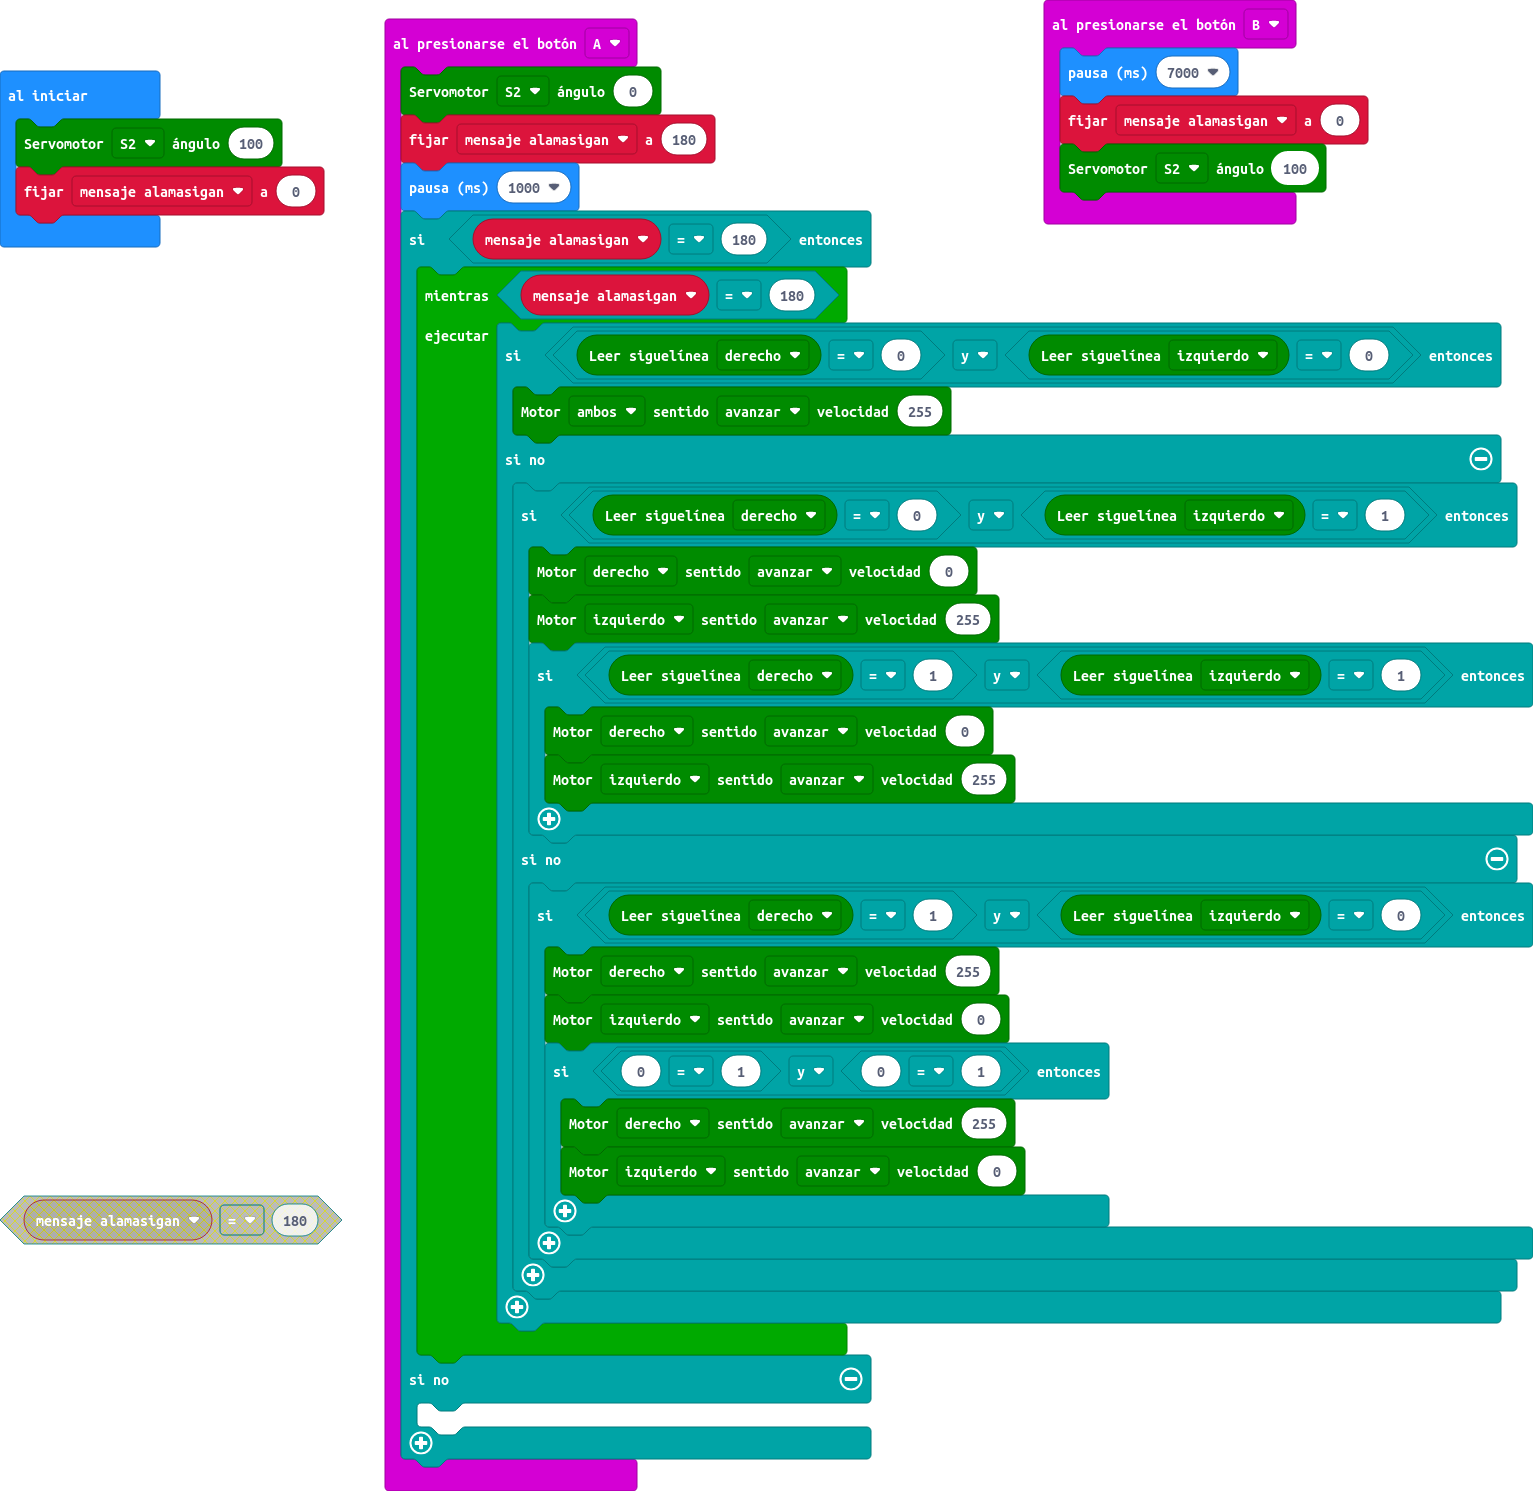 al iniciar
Servomotor S2 ángulo 100
fijar mensaje alamasigan a 0
al presionarse el botón A
Servomotor S2 ángulo 0
fijar mensaje alamasigan a 180
pausa (ms) 1000
si mensaje alamasigan = 180 entonces
mientras mensaje alamasigan = 180
ejecutar
si Leer siguelínea derecho = 0 y Leer siguelínea izquierdo = 0 entonces
Motor ambos sentido avanzar velocidad 255
si no
si Leer siguelínea derecho = 0 y Leer siguelínea izquierdo = 1 entonces
Motor derecho sentido avanzar velocidad 0
Motor izquierdo sentido avanzar velocidad 255
si Leer siguelínea derecho = 1 y Leer siguelínea izquierdo = 1 entonces
Motor derecho sentido avanzar velocidad 0
Motor izquierdo sentido avanzar velocidad 255
si no
si Leer siguelínea derecho = 1 y Leer siguelínea izquierdo = 0 entonces
Motor derecho sentido avanzar velocidad 255
Motor izquierdo sentido avanzar velocidad 0
si 0 = 1 y 0 = 1 entonces
Motor derecho sentido avanzar velocidad 255
Motor izquierdo sentido avanzar velocidad 0
si no
al presionarse el botón B
pausa (ms) 7000
fijar mensaje alamasigan a 0
Servomotor S2 ángulo 100
mensaje alamasigan = 180